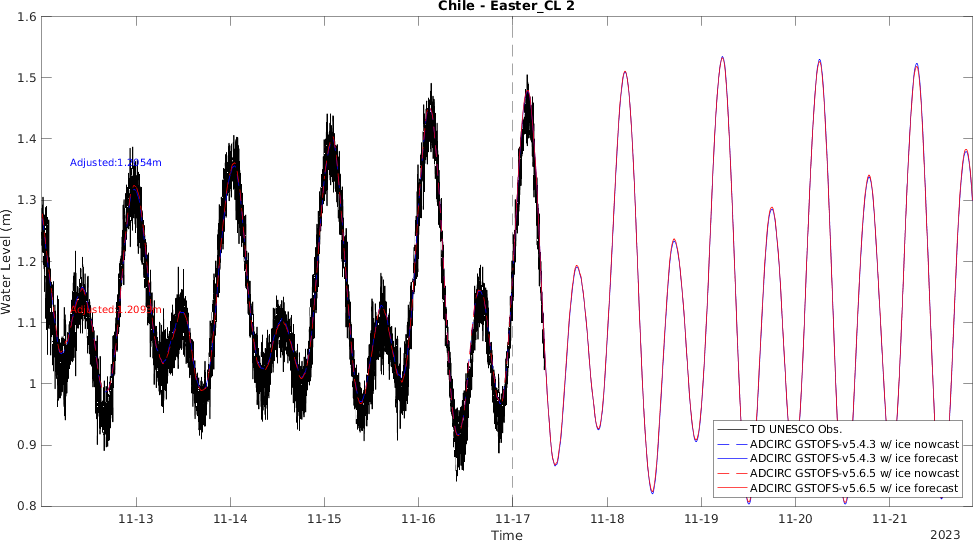 Chile - Easter_CL 2
1.6
1.5
1.4
1.3
1.2
1.1
1
0.9
0.8
Water Level (m)
Adjusted:1.2954m
Adjusted:1.2093m
TD UNESCO Obs.
ADCIRC GSTOFS-v5.4.3 w/ ice nowcast
ADCIRC GSTOFS-v5.4.3 w/ ice forecast
ADCIRC GSTOFS-v5.6.5 w/ ice nowcast
ADCIRC GSTOFS-v5.6.5 w/ ice forecast
11-13 11-14 11-15 11-16 11-17 11-18 11-19 11-20 11-21
Time
2023